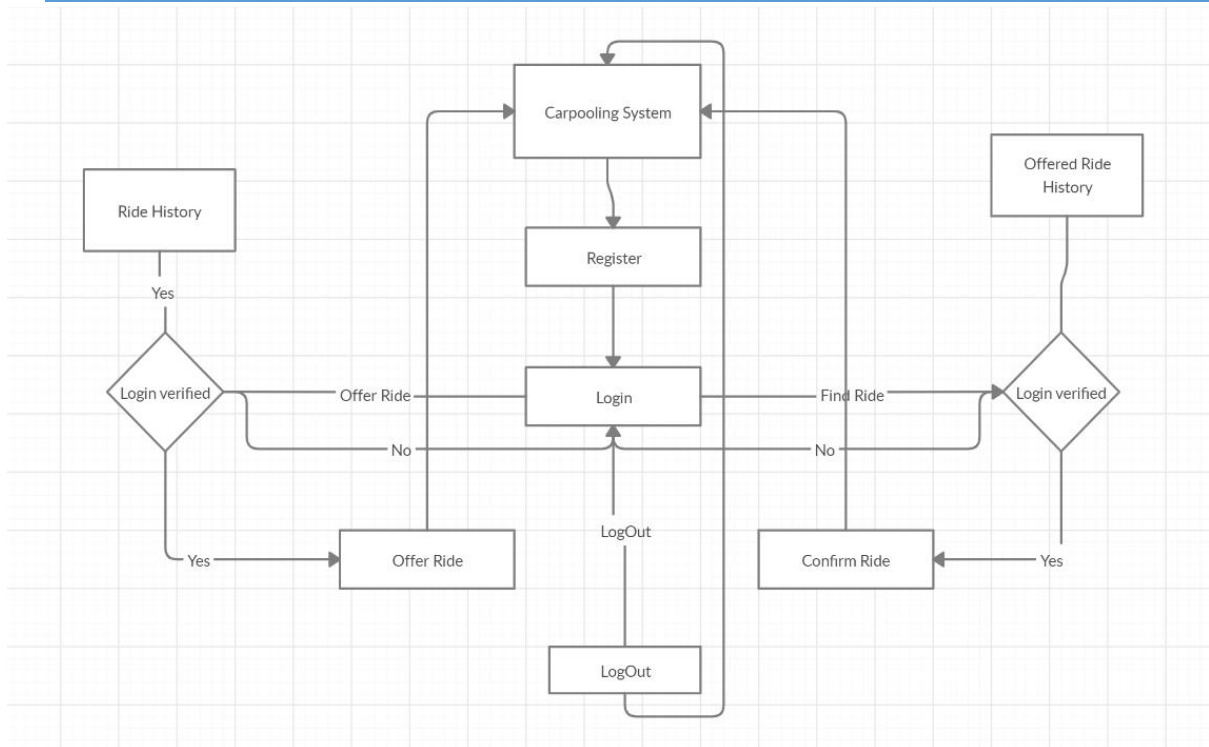 Carpooling System
Offered Ride
History
Ride History
Register
Yes
Login verified
Offer Ride
Login
Find Ride
Login verified
No
No
LogOut
Yes
Offer Ride
Confirm Ride
Yes
LogOut